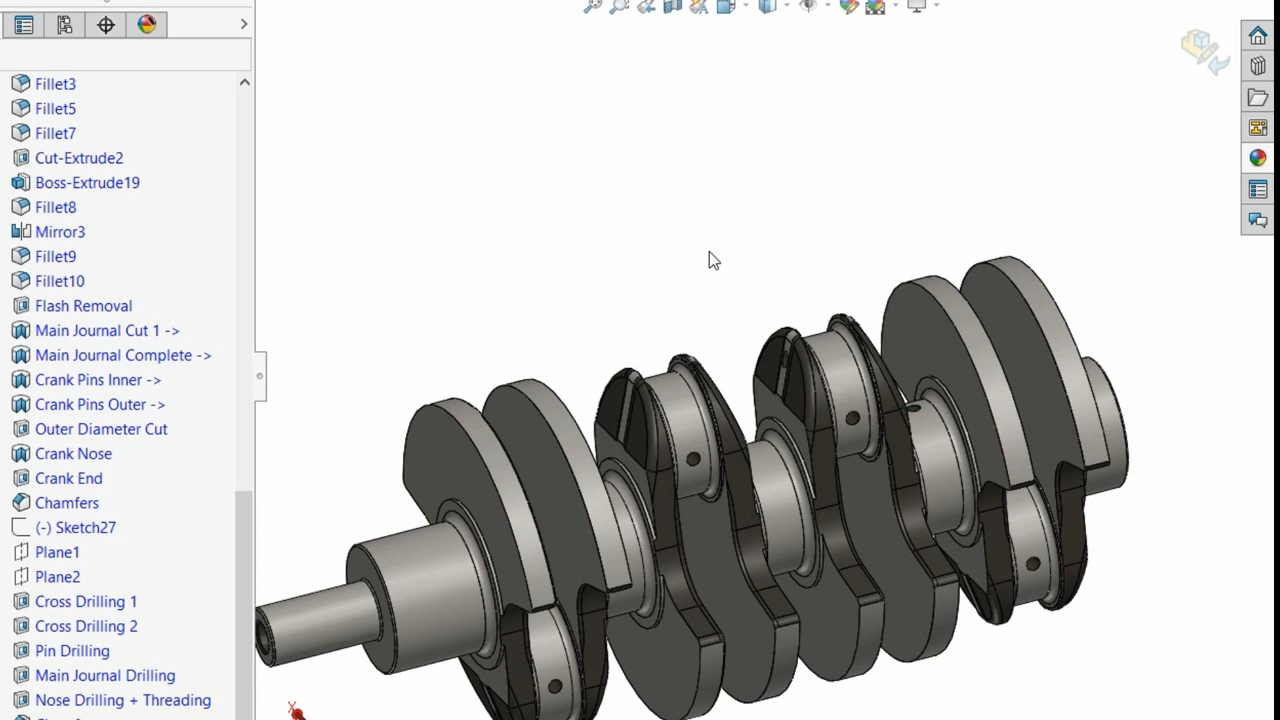 Fillet3
Fillet5
Fillet7
Cut-Extrude2
Boss-Extrude19
Fillet8
Mirror3
Fillet9
Fillet10
Flash Removal
Main Journal Cut 1 ->
Main Journal Complete ->
Crank Pins Inner ->
Crank Pins Outer ->
Outer Diameter Cut
Crank Nose
Crank End
Chamfers
(-) Sketch27
Plane1
Plane2
Cross Drilling 1
Cross Drilling 2
Pin Drilling
Main Journal Drilling
Nose Drilling + Threading